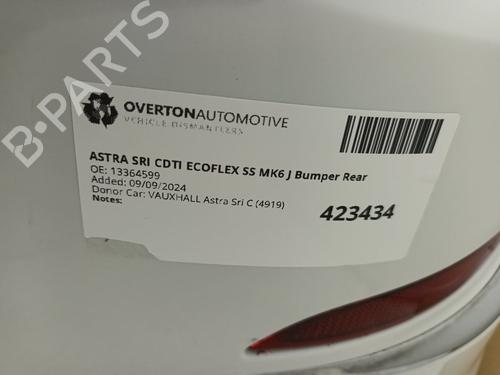 B-PARTS
OVERTONAUTOMOTIVE
VEHICLE DISMANTLERS
ASTRA SRI CDTI ECOFLEX SS MK6 J Bumper Rear
OE: 13364599
Added: 09/09/2024
Donor Car: VAUXHALL Astra Sri C (4919)
Notes:
423434